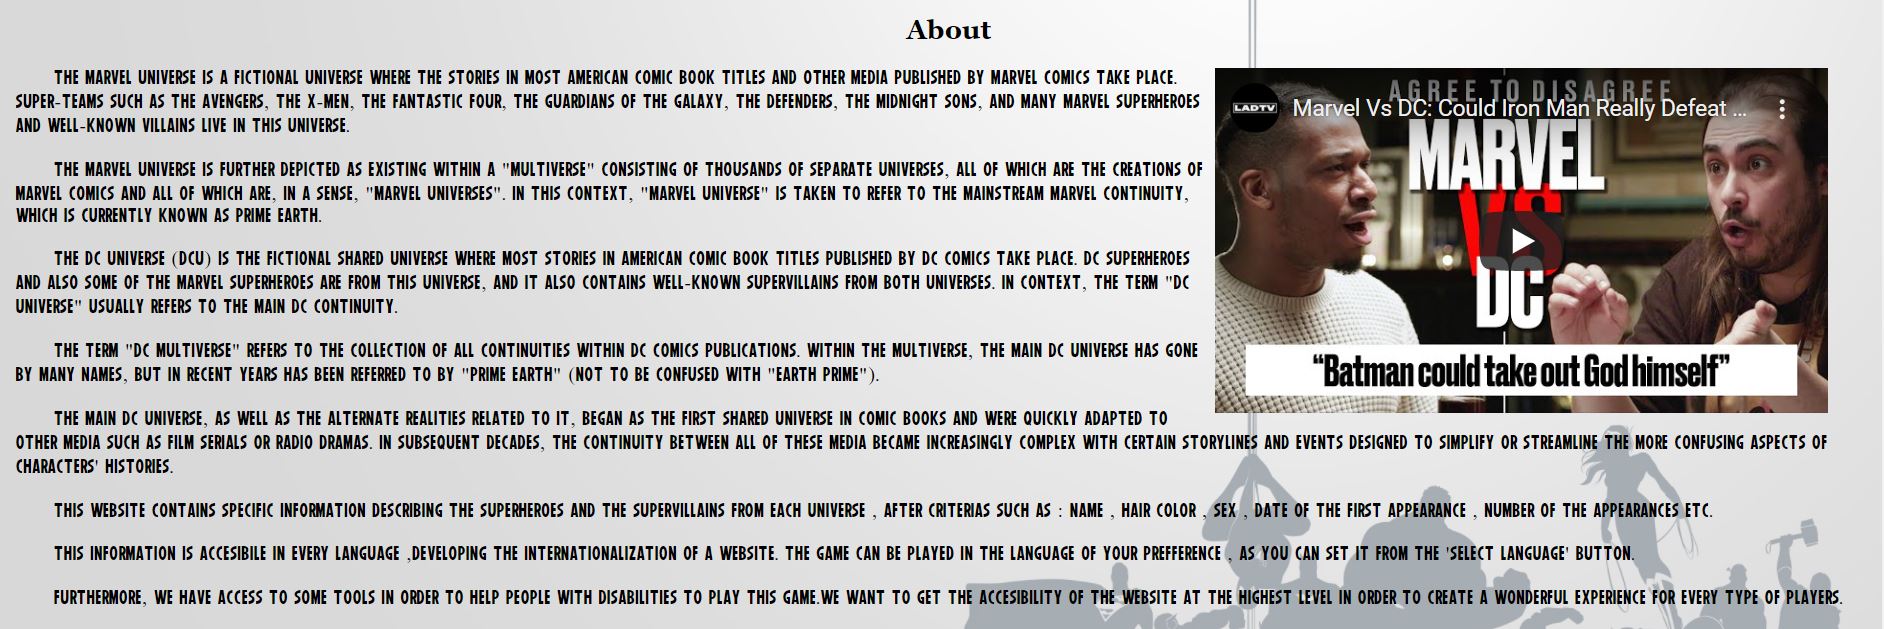 About
THE MARVEL UNIVERSE IS A FICTIONAL UNIVERSE WHERE THE STORIES IN MOST AMERICAN COMIC BOOK TITLES AND OTHER MEDIA PUBLISHED BY MARVEL COMICS TAKE PLACE.
SUPER-TEAMS SUCH AS THE AVENGERS, THE X-MEN, THE FANTASTIC FOUR, THE GUARDIANS OF THE GALAXY, THE DEFENDERS, THE MIDNIGHT SONS, AND MANY MARVEL SUPERHEROES
AND WELL-KNOWN VILLAINS LIVE IN THIS UNIVERSE.
THE MARVEL UNIVERSE IS FURTHER DEPICTED AS EXISTING WITHIN A "MULTIVERSE" CONSISTING OF THOUSANDS OF SEPARATE UNIVERSES, ALL OF WHICH ARE THE CREATIONS OF
MARVEL COMICS AND ALL OF WHICH ARE, IN A SENSE, "MARVEL UNIVERSES". IN THIS CONTEXT, "MARVEL UNIVERSE" IS TAKEN TO REFER TO THE MAINSTREAM MARVEL CONTINUITY,
WHICH IS CURRENTLY KNOWN AS PRIME EARTH.
THE DC UNIVERSE (DCU) IS THE FICTIONAL SHARED UNIVERSE WHERE MOST STORIES IN AMERICAN COMIC BOOK TITLES PUBLISHED BY DC COMICS TAKE PLACE. DC SUPERHEROES
AND ALSO SOME OF THE MARVEL SUPERHEROES ARE FROM THIS UNIVERSE, AND IT ALSO CONTAINS WELL-KNOWN SUPERVILLAINS FROM BOTH UNIVERSES. IN CONTEXT, THE TERM "DC
UNIVERSE" USUALLY REFERS TO THE MAIN DC CONTINUITY.
THE TERM "DC MULTIVERSE" REFERS TO THE COLLECTION OF ALL CONTINUITIES WITHIN DC COMICS PUBLICATIONS. WITHIN THE MULTIVERSE, THE MAIN DC UNIVERSE HAS GONE
BY MANY NAMES, BUT IN RECENT YEARS HAS BEEN REFERRED TO BY "PRIME EARTH" (NOT TO BE CONFUSED WITH "EARTH PRIME").
THE MAIN DC UNIVERSE, AS WELL AS THE ALTERNATE REALITIES RELATED TO IT, BEGAN AS THE FIRST SHARED UNIVERSE IN COMIC BOOKS AND WERE QUICKLY ADAPTED TO
OTHER MEDIA SUCH AS FILM SERIALS OR RADIO DRAMAS. IN SUBSEQUENT DECADES, THE CONTINUITY BETWEEN ALL OF THESE MEDIA BECAME INCREASINGLY COMPLEX WITH CERTAIN STORYLINES AND EVENTS DESIGNED TO SIMPLIFY OR STREAMLINE THE MORE CONFUSING ASPECTS OF
CHARACTERS' HISTORIES.
THIS WEBSITE CONTAINS SPECIFIC INFORMATION DESCRIBING THE SUPERHEROES AND THE SUPERVILLAINS FROM EACH UNIVERSE , AFTER CRITERIAS SUCH AS : NAME , HAIR COLOR , SEX , DATE OF THE FIRST APPEARANCE , NUMBER OF THE APPEARANCES ETC.
THIS INFORMATION IS ACCESIBILE IN EVERY LANGUAGE ,DEVELOPING THE INTERNATIONALIZATION OF A WEBSITE. THE GAME CAN BE PLAYED IN THE LANGUAGE OF YOUR PREFFERENCE , AS YOU CAN SET IT FROM THE 'SELECT LANGUAGE' BUTTON.
FURTHERMORE, WE HAVE ACCESS TO SOME TOOLS IN ORDER TO HELP PEOPLE WITH DISABILITIES TO PLAY THIS GAME.WE WANT TO GET THE ACCESIBILITY OF THE WEBSITE AT THE HIGHEST LEVEL IN ORDER TO CREATE A WONDERFUL EXPERIENCE FOR EVERY TYPE OF PLAYERS.
AGREE TO DISAGREE
LADTV
Marvel Vs DC: Could Iron Man Really Defeat ...
MARVEL
VS
DC
“Batman could take out God himself”